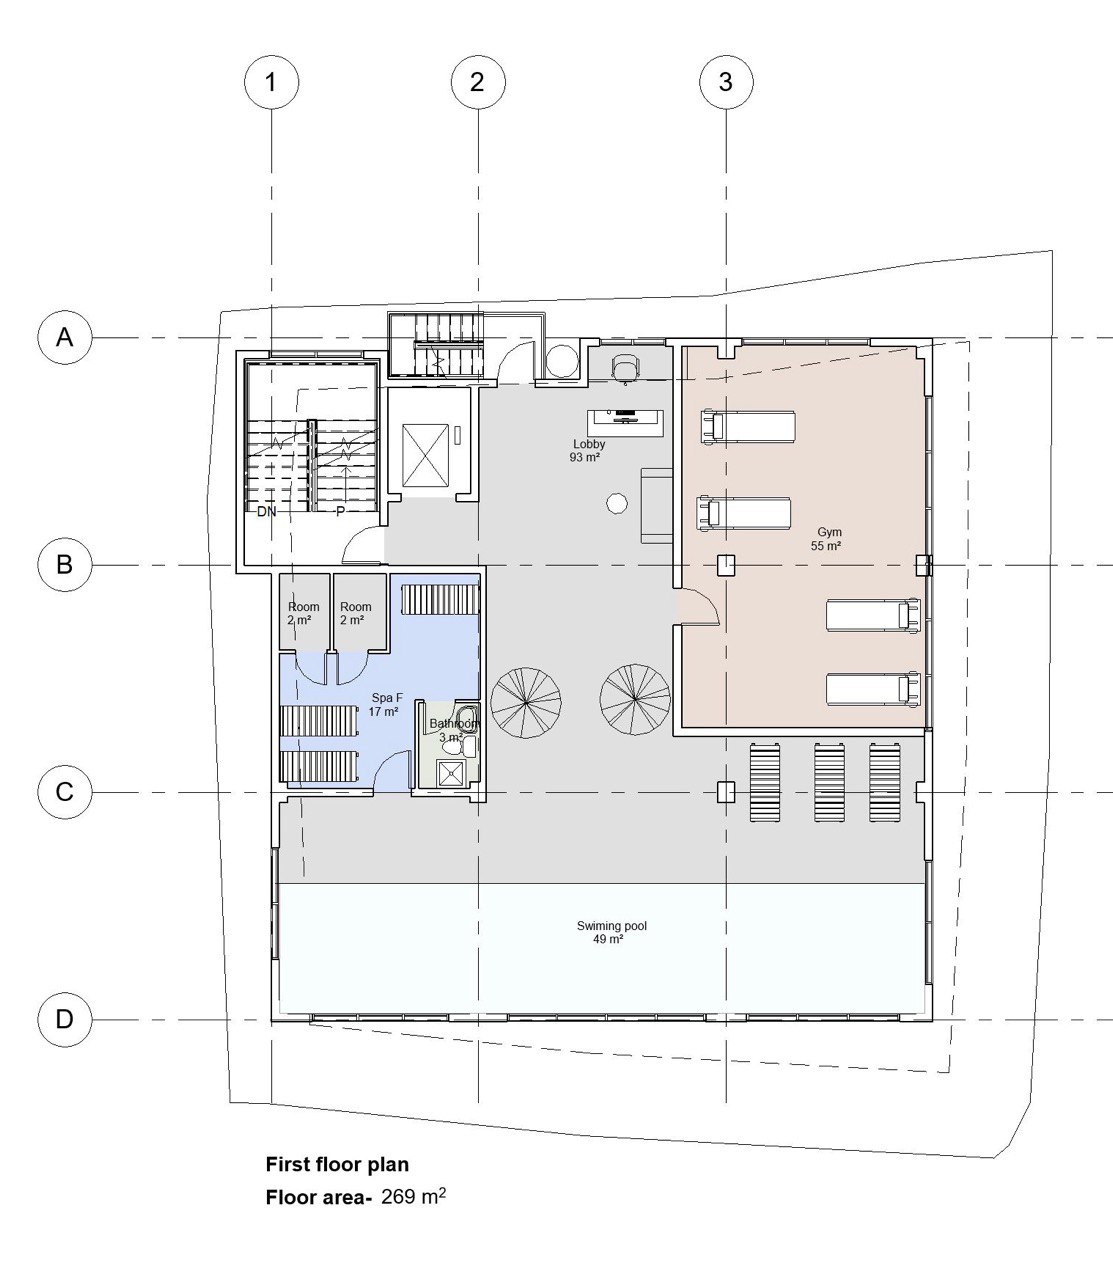 1
2
3
A
B
C
D
Lobby
93 m²
Gym
55 m²
DN
P
Room
2 m²
Room
2 m²
Spa F
17 m²
Bathroom
3 m²
Swiming pool
49 m²
First floor plan
Floor area- 269 m²